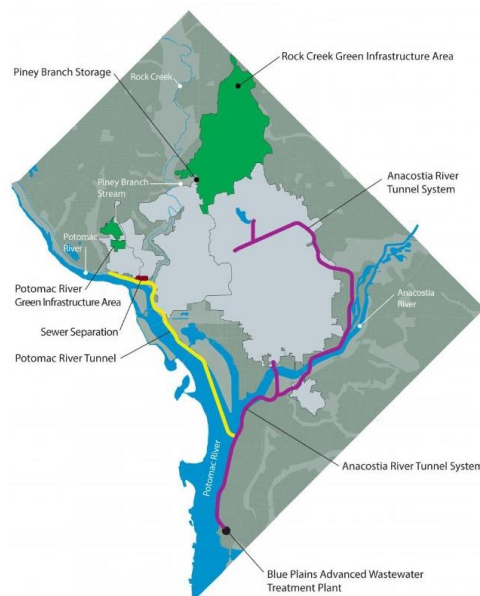 Rock Creek Green Infrastructure Area
Piney Branch Storage
Rock Creek
Anacostia River
Tunnel System
Piney Branch
Stream
Potomac
River
Potomac River
Green Infrastructure Area
Anacostia
River
Sewer Separation
Potomac River Tunnel
Potomac River
Anacostia River Tunnel System
Blue Plains Advanced Wastewater
Treatment Plant